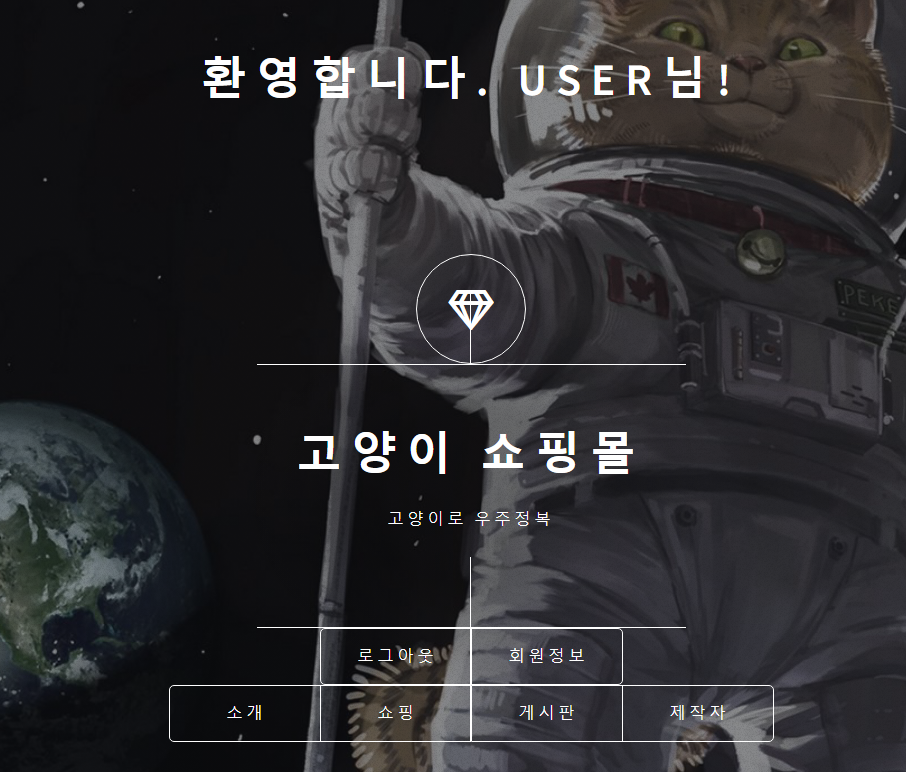 환영합니다. USER님!
PEKE
고양이 쇼핑몰
고양이로 우주정복
로그아웃 회원정보
소개 쇼핑 게시판 제작자